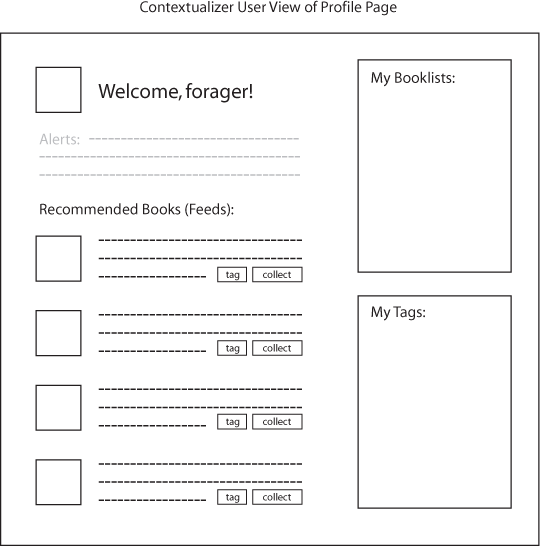 Contextualizer User View of Profile Page
Welcome, forager!
Alerts:
Recommended Books (Feeds):
tag collect
tag collect
tag collect
tag collect
My Booklists:
My Tags: